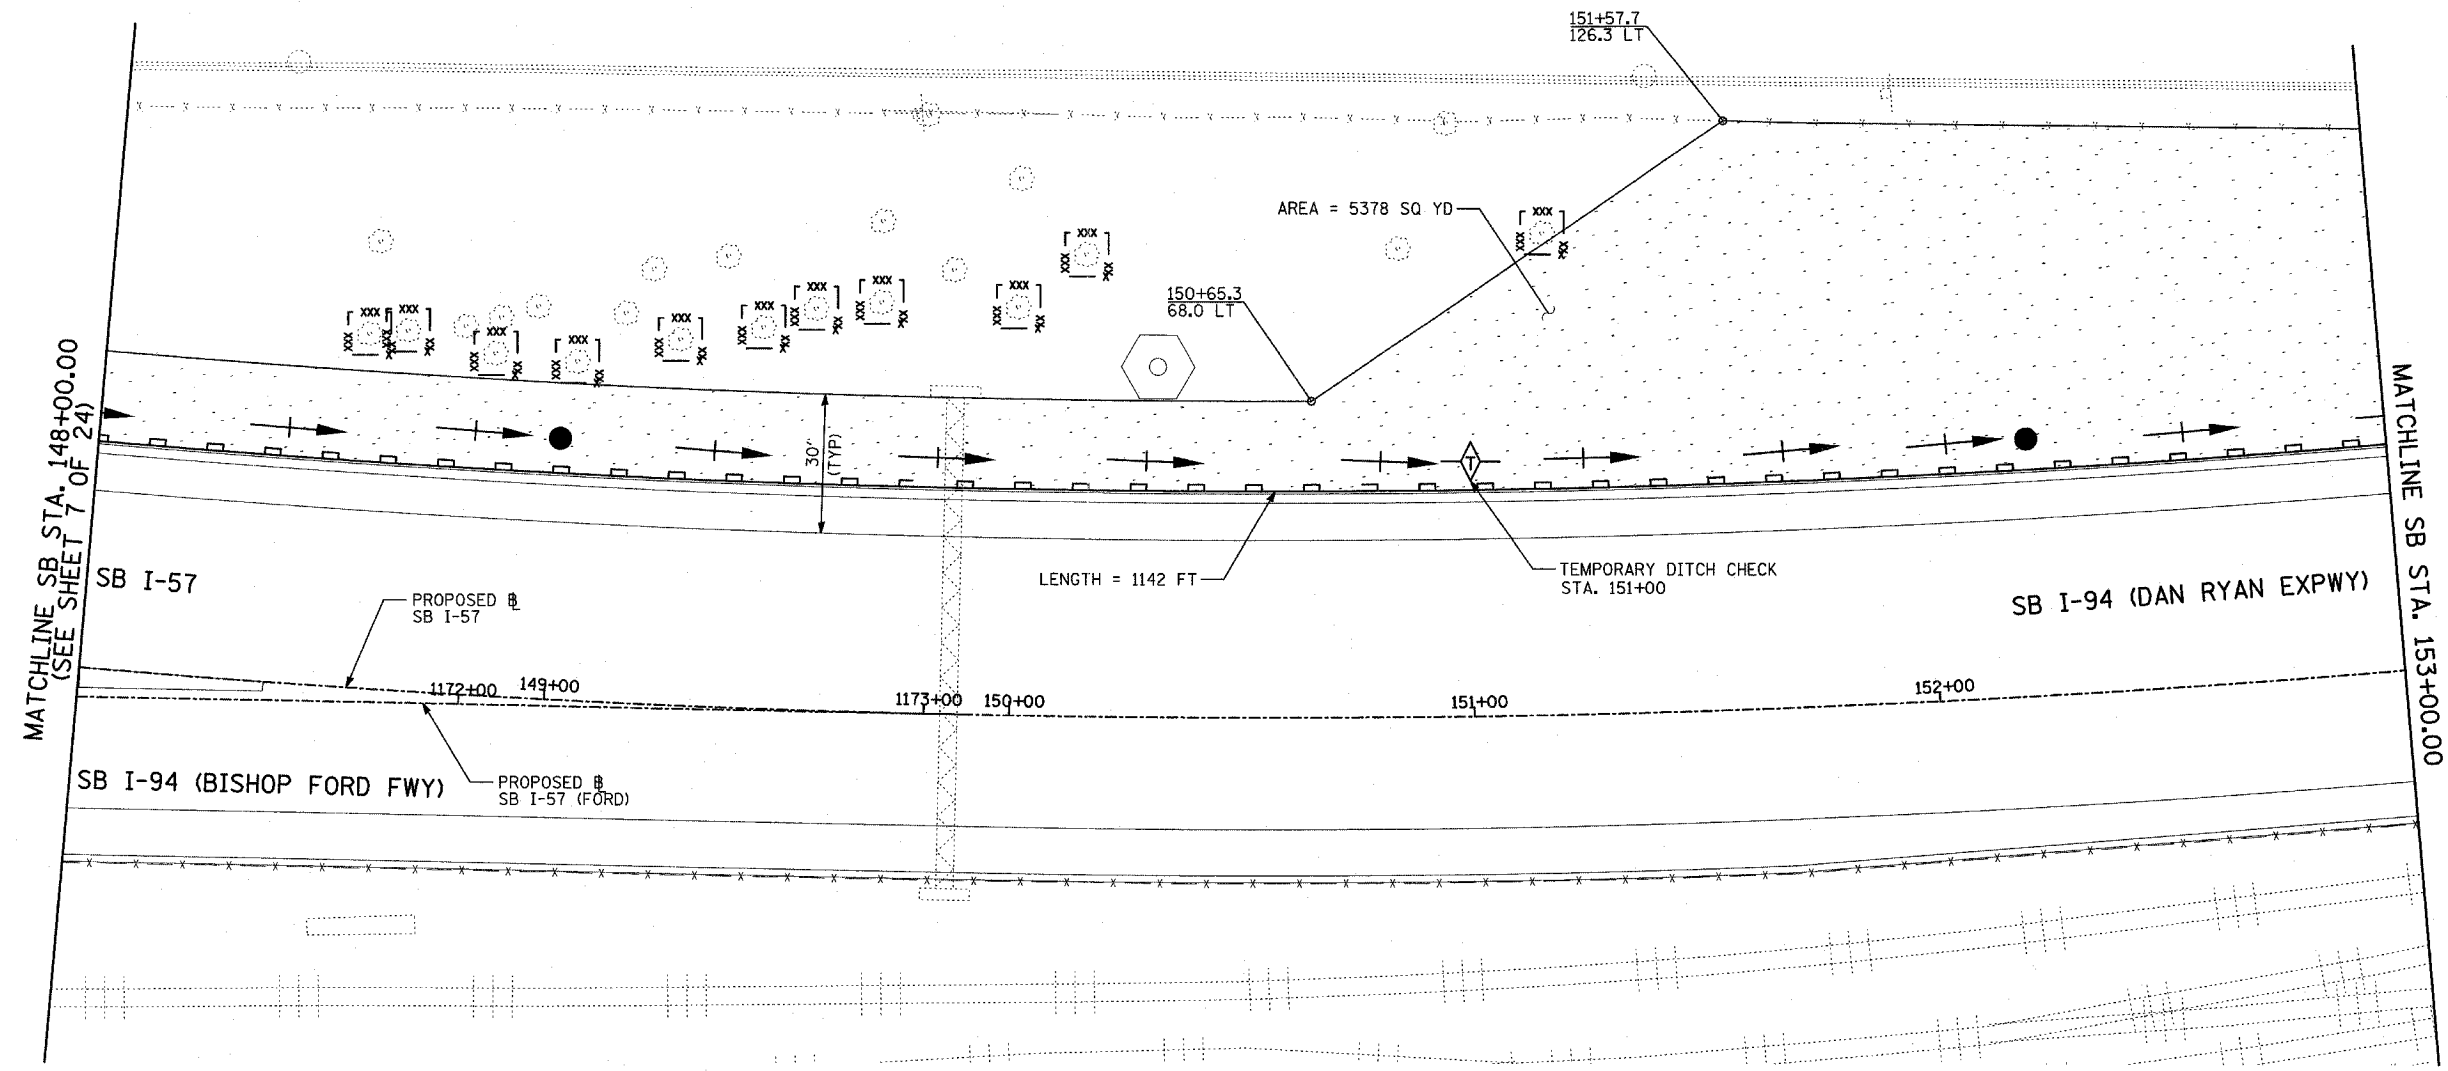 151+57.7
126.3 LT
AREA = 5378 SQ YD
150+65.3
68.0 LT
XXX
MATCHLINE SB STA. 148+00.00
(SEE SHEET 7 OF 24)
30'
(TYP)
T
LENGTH = 1142 FT
TEMPORARY DITCH CHECK
STA. 151+00
MATCHLINE SB STA. 153+00.00
SB I-57
SB I-94 (DAN RYAN EXPWY)
PROPOSED B
SB I-57
1172+00
149+00
1173+00
150+00
151+00
152+00
SB I-94 (BISHOP FORD FWY)
PROPOSED B
SB I-57 (FORD)